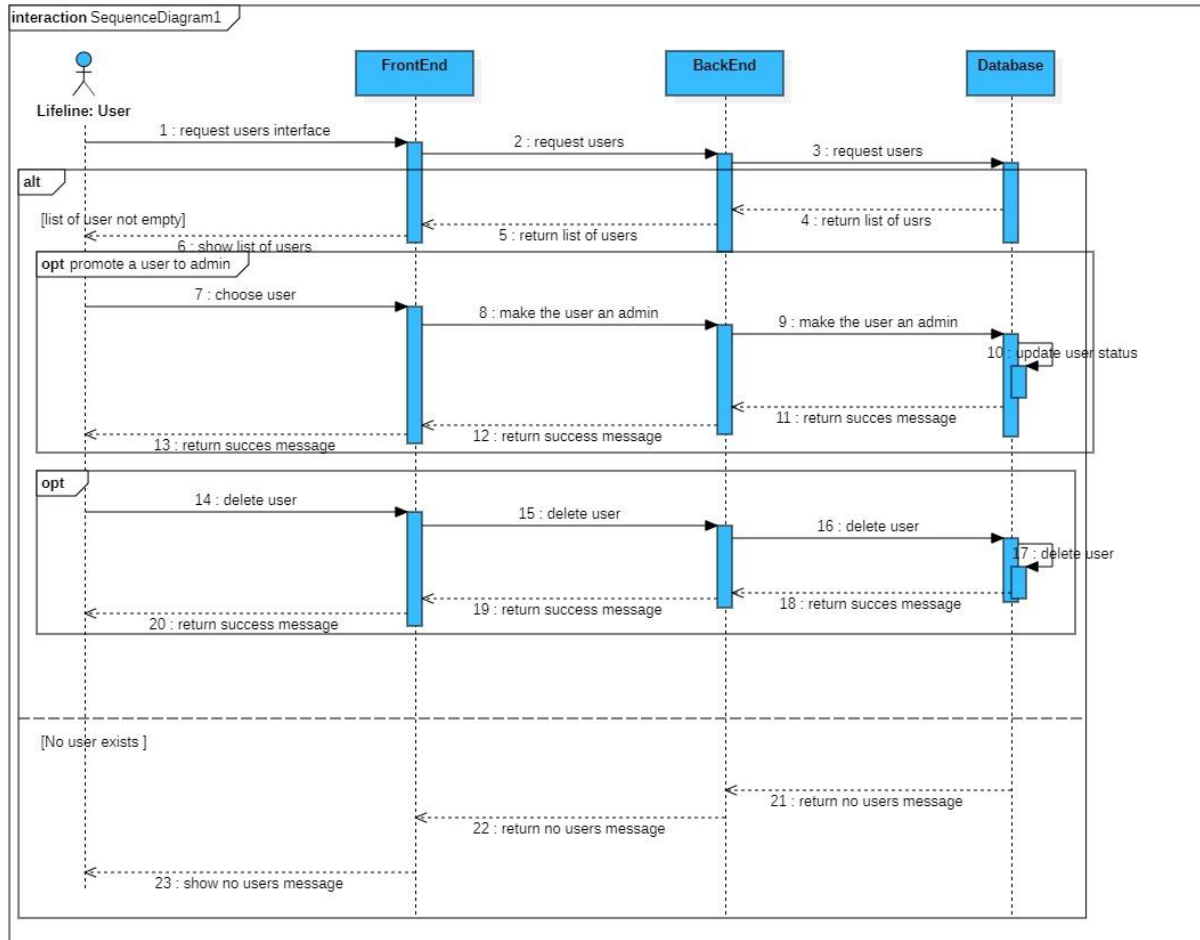 interaction SequenceDiagram1
FrontEnd
BackEnd
Database
Lifeline: User
1 : request users interface
2 : request users
3 : request users
alt
[list of user not empty]
4 : return list of usrs
5 : return list of users
6 : show list of users
opt promote a user to admin
7 : choose user
8 : make the user an admin
9 : make the user an admin
10 : update user status
11 : return succes message
12 : return success message
13 : return succes message
opt
14 : delete user
15 : delete user
16 : delete user
17 : delete user
18 : return succes message
19 : return success message
20 : return success message
[No user exists ]
21 : return no users message
22 : return no users message
23 : show no users message